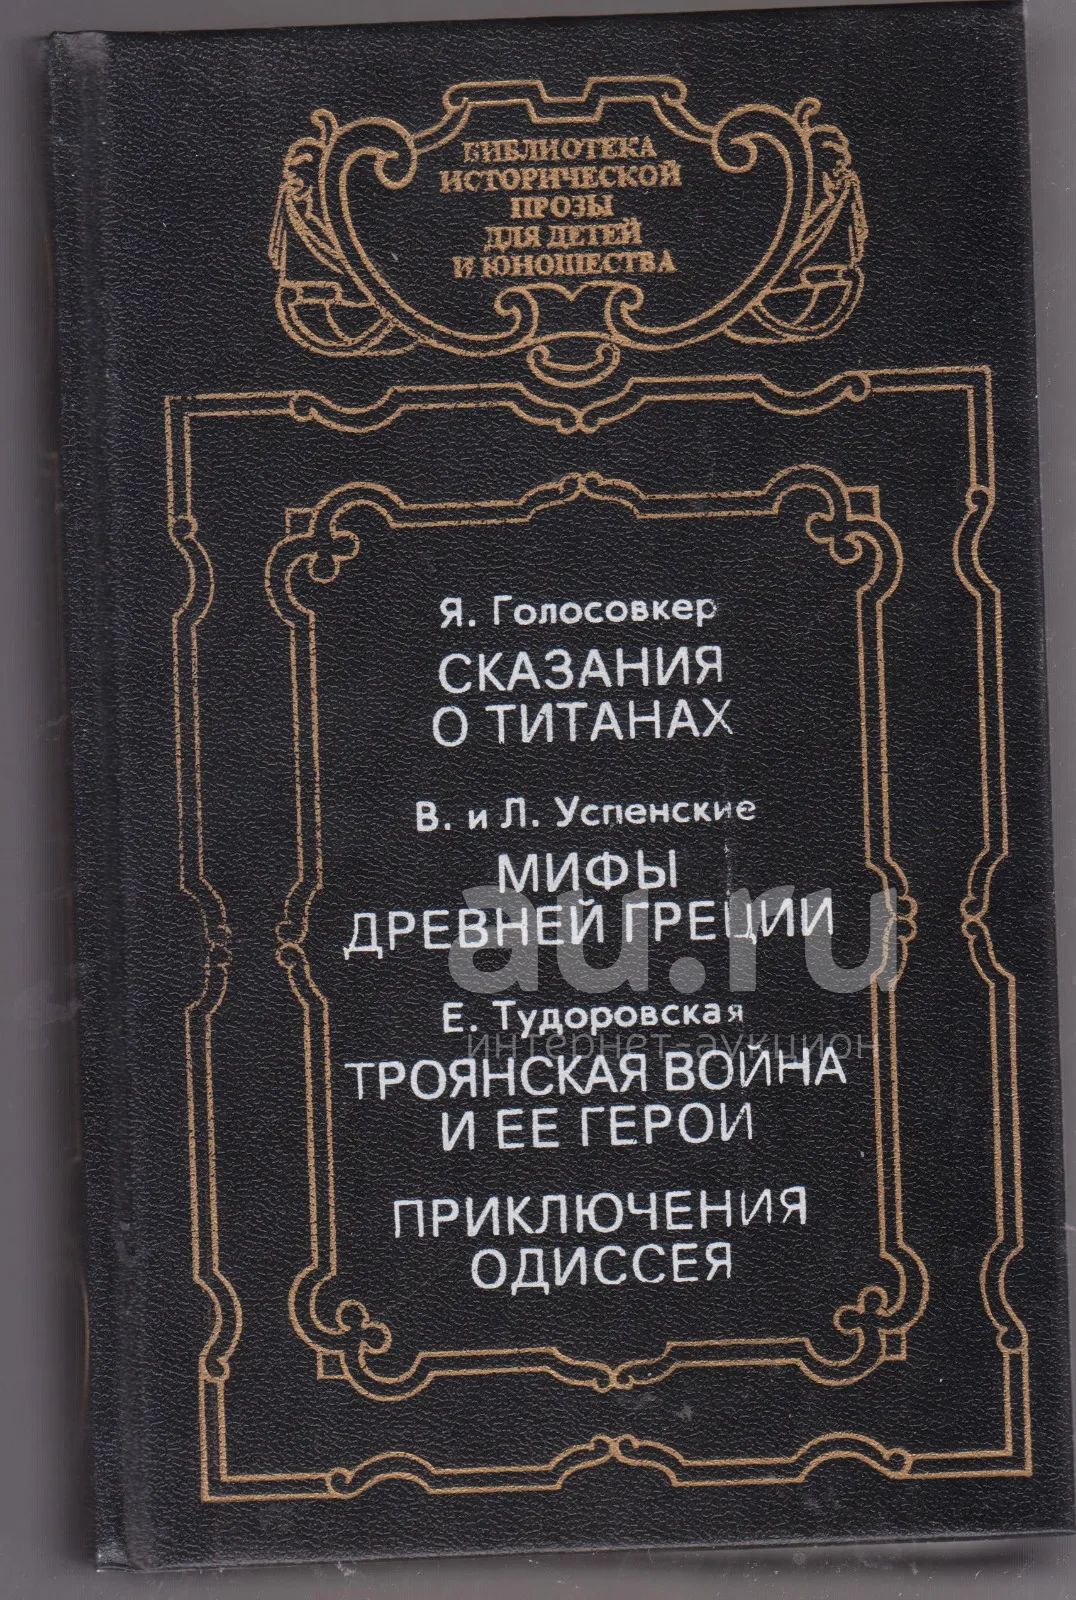 БИБЛИОТЕКА
ИСТОРИЧЕСКОЙ
ПРОЗЫ
ДЛЯ ДЕТЕЙ
И ЮНОШЕСТВА
Я. Голосовкер
СКАЗАНИЯ
О ТИТАНАХ
В. и Л. Успенские
МИФЫ
ДРЕВНЕЙ ГРЕЦИИ
au.ru
Е. Тудоровская
интернет-аукцион
ТРОЯНСКАЯ ВОЙНА
И ЕЕ ГЕРОИ
ПРИКЛЮЧЕНИЯ
ОДИССЕЯ